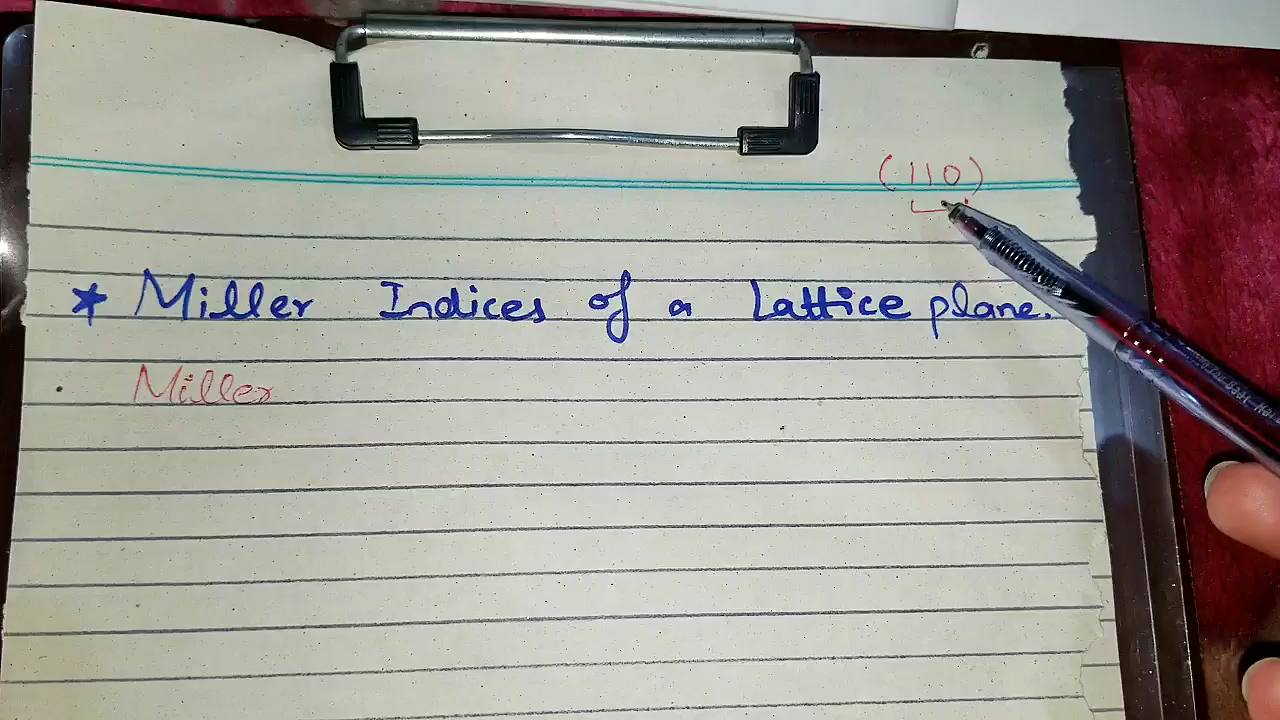 (110)
* Miller Indices of a Lattice plane.
• Miller